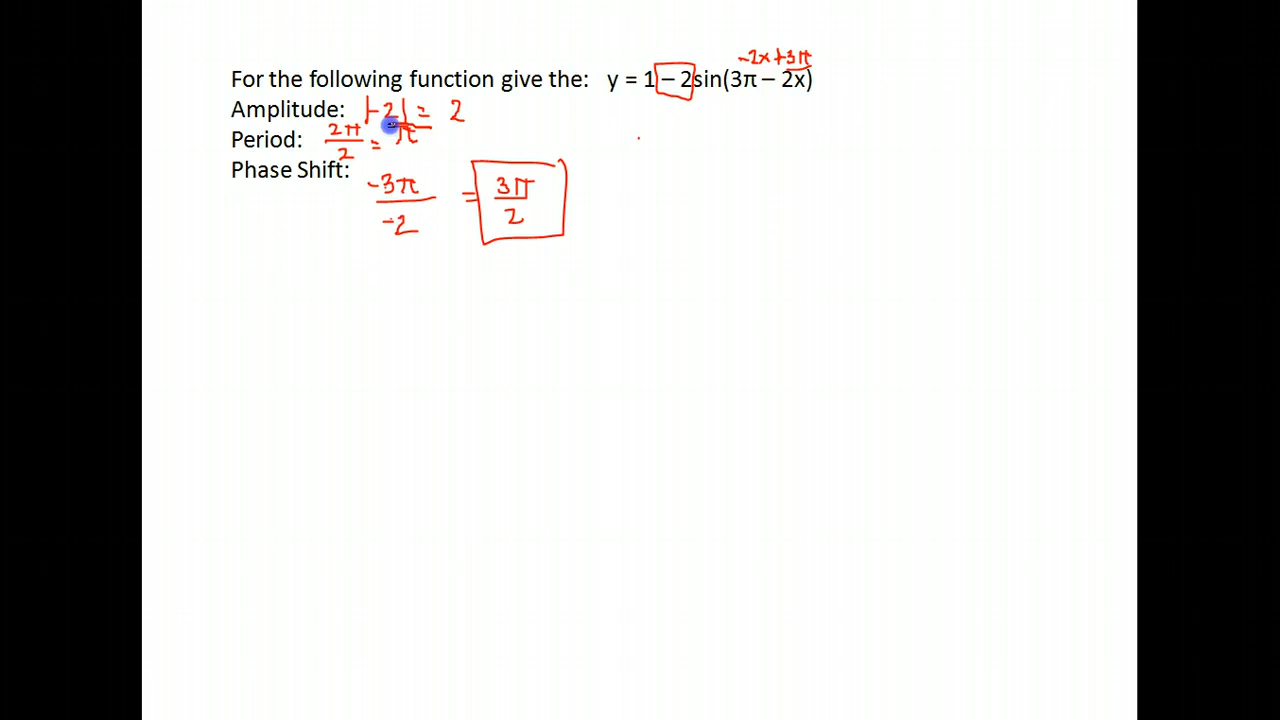 -2x+3π
For the following function give the: y = 1 – 2sin(3π – 2x)
Amplitude: |-2| = 2
Period: 2π/2 = π
Phase Shift:
-3π/-2 = 3π/2